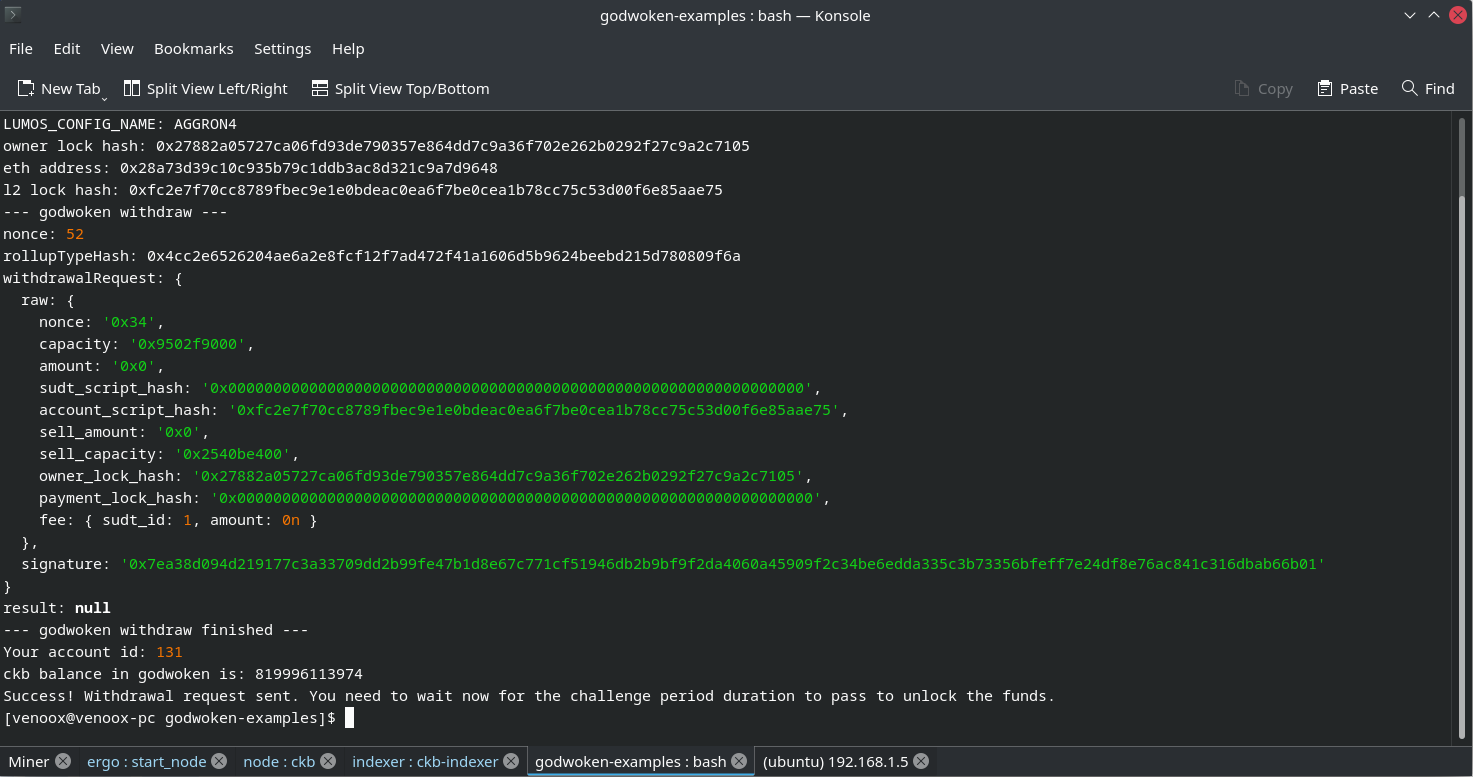 godwoken-examples : bash — Konsole
File Edit View Bookmarks Settings Help
New Tab Split View Left/Right Split View Top/Bottom Copy Paste Find
LUMOS_CONFIG_NAME: AGGRON4
owner lock hash: 0x27882a05727ca06fd93de790357e864dd7c9a36f702e262b0292f27c9a2c7105
eth address: 0x28a73d39c10c935b79c1ddb3ac8d321c9a7d9648
l2 lock hash: 0xfc2e7f70cc8789fbec9e1e0bdeac0ea6f7be0cea1b78cc75c53d00f6e85aae75
--- godwoken withdraw ---
nonce: 52
rollupTypeHash: 0x4cc2e6526204ae6a2e8fcf12f7ad472f41a1606d5b9624beebd215d780809f6a
withdrawalRequest: {
  raw: {
    nonce: '0x34',
    capacity: '0x9502f9000',
    amount: '0x0',
    sudt_script_hash: '0x0000000000000000000000000000000000000000000000000000000000000000',
    account_script_hash: '0xfc2e7f70cc8789fbec9e1e0bdeac0ea6f7be0cea1b78cc75c53d00f6e85aae75',
    sell_amount: '0x0',
    sell_capacity: '0x2540be400',
    owner_lock_hash: '0x27882a05727ca06fd93de790357e864dd7c9a36f702e262b0292f27c9a2c7105',
    payment_lock_hash: '0x0000000000000000000000000000000000000000000000000000000000000000',
    fee: { sudt_id: 1, amount: 0n }
  },
  signature: '0x7ea38d094d219177c3a33709dd2b99fe47b1d8e67c771cf51946db2b9bf9f2da4060a45909f2c34be6edda335c3b73356bfeff7e24df8e76ac841c316dbab66b01'
}
result: null
--- godwoken withdraw finished ---
Your account id: 131
ckb balance in godwoken is: 819996113974
Success! Withdrawal request sent. You need to wait now for the challenge period duration to pass to unlock the funds.
[venoox@venoox-pc godwoken-examples]$
Miner ergo : start_node node : ckb indexer : ckb-indexer godwoken-examples : bash (ubuntu) 192.168.1.5